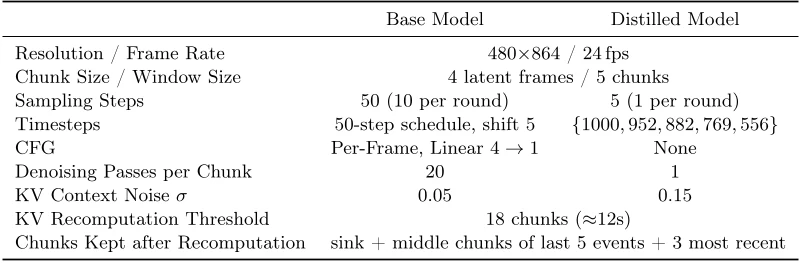 Base Model Distilled Model
Resolution / Frame Rate 480×864 / 24 fps
Chunk Size / Window Size 4 latent frames / 5 chunks
Sampling Steps 50 (10 per round) 5 (1 per round)
Timesteps 50-step schedule, shift 5 {1000, 952, 882, 769, 556}
CFG Per-Frame, Linear 4 → 1 None
Denoising Passes per Chunk 20 1
KV Context Noise σ 0.05 0.15
KV Recomputation Threshold 18 chunks (≈12s)
Chunks Kept after Recomputation sink + middle chunks of last 5 events + 3 most recent